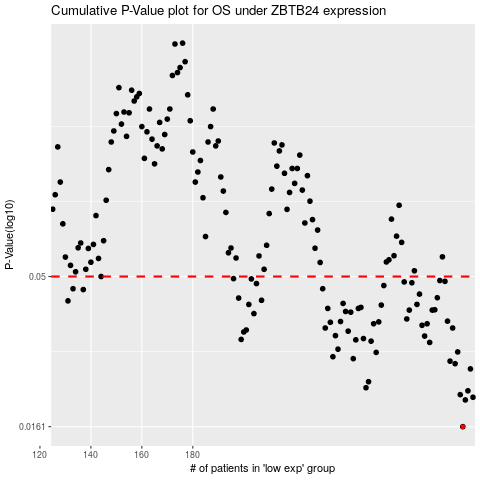 Cumulative P-Value plot for OS under ZBTB24 expression
P-Value(log10)
0.05
0.0161
120 140 160 180
# of patients in 'low exp' group